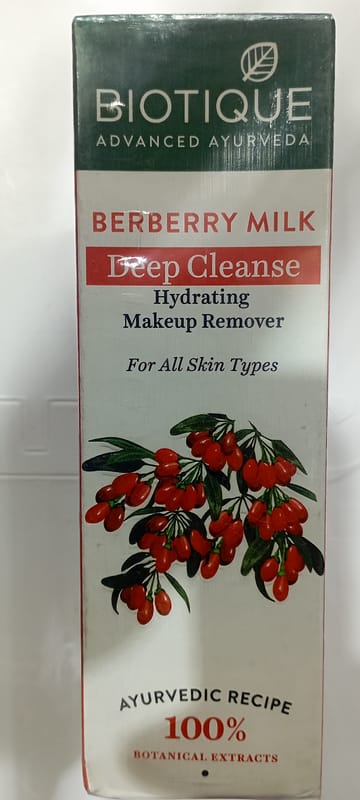 BIOTIQUE
ADVANCED AYURVEDA
BERBERRY MILK
Deep Cleanse
Hydrating
Makeup Remover
For All Skin Types
AYURVEDIC RECIPE
100%
BOTANICAL EXTRACTS